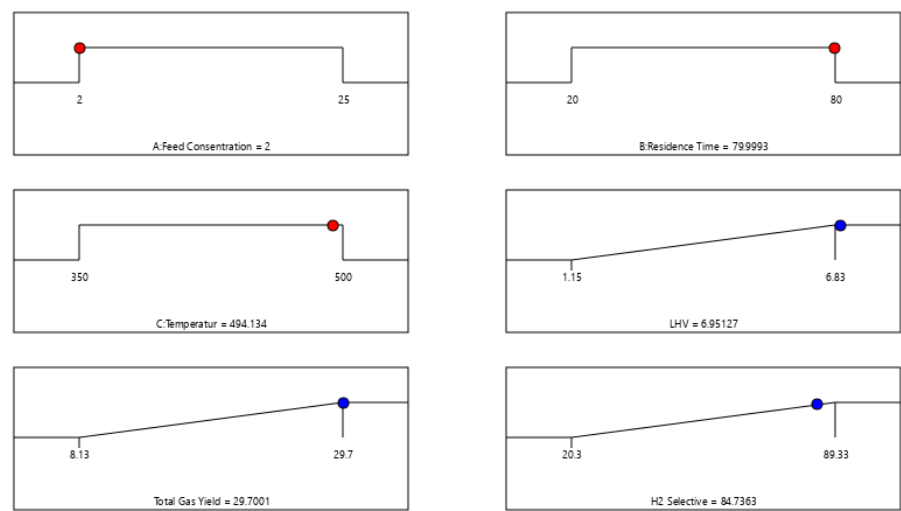 2 25
A:Feed Consentration = 2
20 80
B:Residence Time = 79.9993
350 500
C:Temperatur = 494.134
1.15 6.83
LHV = 6.95127
8.13 29.7
Total Gas Yield = 29.7001
20.3 89.33
H2 Selective = 84.7363